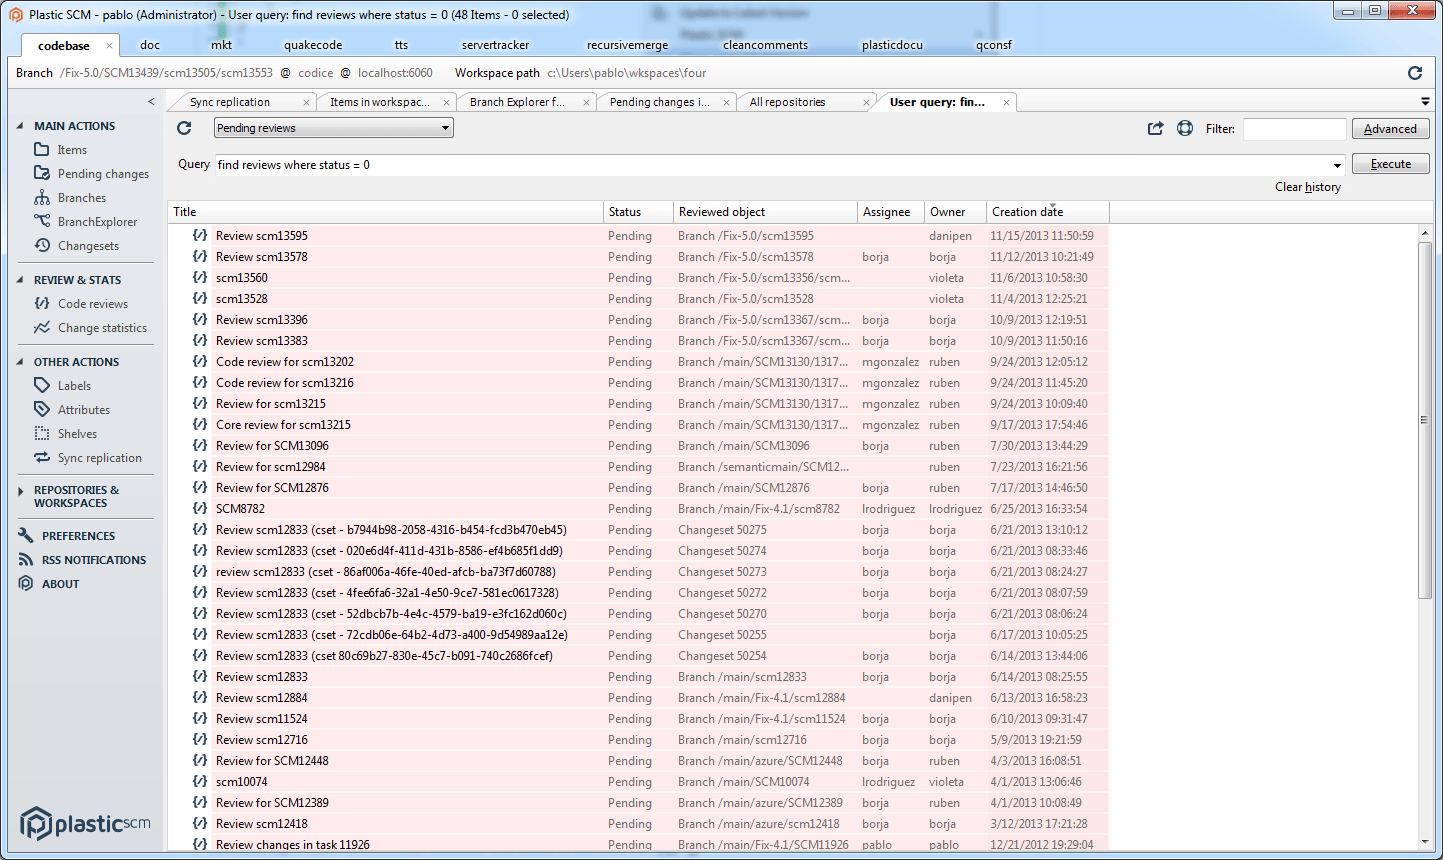 Plastic SCM - pablo (Administrator) - User query: find reviews where status = 0 (48 Items - 0 selected)
codebase doc mkt quakecode tts servertracker recursivemerge cleancomments plasticdocu qconsf
Branch /Fix-5.0/SCM13439/scm13505/scm13553 @ codice @ localhost:6060 Workspace path c:\Users\pablo\wkspaces\four
Sync replication Items in workspac... Branch Explorer f... Pending changes i... All repositories User query: fin...
MAIN ACTIONS
Items
Pending changes
Branches
BranchExplorer
Changesets
REVIEW & STATS
Code reviews
Change statistics
OTHER ACTIONS
Labels
Attributes
Shelves
Sync replication
REPOSITORIES &
WORKSPACES
PREFERENCES
RSS NOTIFICATIONS
ABOUT
plasticscm
Pending reviews Filter: Advanced
Query find reviews where status = 0 Execute
Clear history
Title Status Reviewed object Assignee Owner Creation date
Review scm13595 Pending Branch /Fix-5.0/scm13595 danipen 11/15/2013 11:50:59
Review scm13578 Pending Branch /Fix-5.0/scm13578 borja borja 11/12/2013 10:21:49
scm13560 Pending Branch /Fix-5.0/scm13356/scm... violeta 11/6/2013 10:58:30
scm13528 Pending Branch /Fix-5.0/scm13528 violeta 11/4/2013 12:25:21
Review scm13396 Pending Branch /Fix-5.0/scm13367/scm... borja borja 10/9/2013 12:19:51
Review scm13383 Pending Branch /Fix-5.0/scm13367/scm... borja borja 10/9/2013 11:50:16
Code review for scm13202 Pending Branch /main/SCM13130/1317... mgonzalez ruben 9/24/2013 12:05:12
Code review for scm13216 Pending Branch /main/SCM13130/1317... mgonzalez ruben 9/24/2013 11:45:20
Review for scm13215 Pending Branch /main/SCM13130/1317... mgonzalez ruben 9/24/2013 10:09:40
Core review for scm13215 Pending Branch /main/SCM13130/1317... mgonzalez ruben 9/17/2013 17:54:46
Review for SCM13096 Pending Branch /main/SCM13096 borja ruben 7/30/2013 13:44:29
Review for scm12984 Pending Branch /semanticmain/SCM12... ruben 7/23/2013 16:21:56
Review for SCM12876 Pending Branch /main/SCM12876 borja ruben 7/17/2013 14:46:50
SCM8782 Pending Branch /main/Fix-4.1/scm8782 lrodriguez lrodriguez 6/25/2013 16:33:54
Review scm12833 (cset - b7944b98-2058-4316-b454-fcd3b470eb45) Pending Changeset 50275 borja borja 6/21/2013 13:10:12
Review scm12833 (cset - 020e6d4f-411d-431b-8586-ef4b685f1dd9) Pending Changeset 50274 borja borja 6/21/2013 08:33:46
review scm12833 (cset - 86af006a-46fe-40ed-afcb-ba73f7d60788) Pending Changeset 50273 borja borja 6/21/2013 08:24:27
Review scm12833 (cset - 4fee6fa6-32a1-4e50-9ce7-581ec0617328) Pending Changeset 50272 borja borja 6/21/2013 08:07:59
Review scm12833 (cset - 52dbcb7b-4e4c-4579-ba19-e3fc162d060c) Pending Changeset 50270 borja borja 6/21/2013 08:06:24
Review scm12833 (cset - 72cdb06e-64b2-4d73-a400-9d54989aa12e) Pending Changeset 50255 borja 6/17/2013 10:05:25
Review scm12833 (cset 80c69b27-830e-45c7-b091-740c2686fcef) Pending Changeset 50254 borja borja 6/14/2013 13:44:06
Review scm12833 Pending Branch /main/scm12833 borja borja 6/14/2013 08:25:55
Review scm12884 Pending Branch /main/Fix-4.1/scm12884 danipen 6/13/2013 16:58:23
Review scm11524 Pending Branch /main/Fix-4.1/scm11524 borja borja 6/10/2013 09:31:47
Review scm12716 Pending Branch /main/scm12716 borja borja 5/9/2013 19:21:59
Review for SCM12448 Pending Branch /main/azure/SCM12448 borja ruben 4/3/2013 16:08:51
scm10074 Pending Branch /main/SCM10074 lrodriguez violeta 4/1/2013 13:06:46
Review for SCM12389 Pending Branch /main/azure/SCM12389 borja ruben 4/1/2013 10:08:49
Review scm12418 Pending Branch /main/azure/scm12418 borja borja 3/12/2013 17:21:28
Review changes in task 11926 Pending Branch /main/Fix-4.1/SCM11926 pablo pablo 12/21/2012 19:29:04